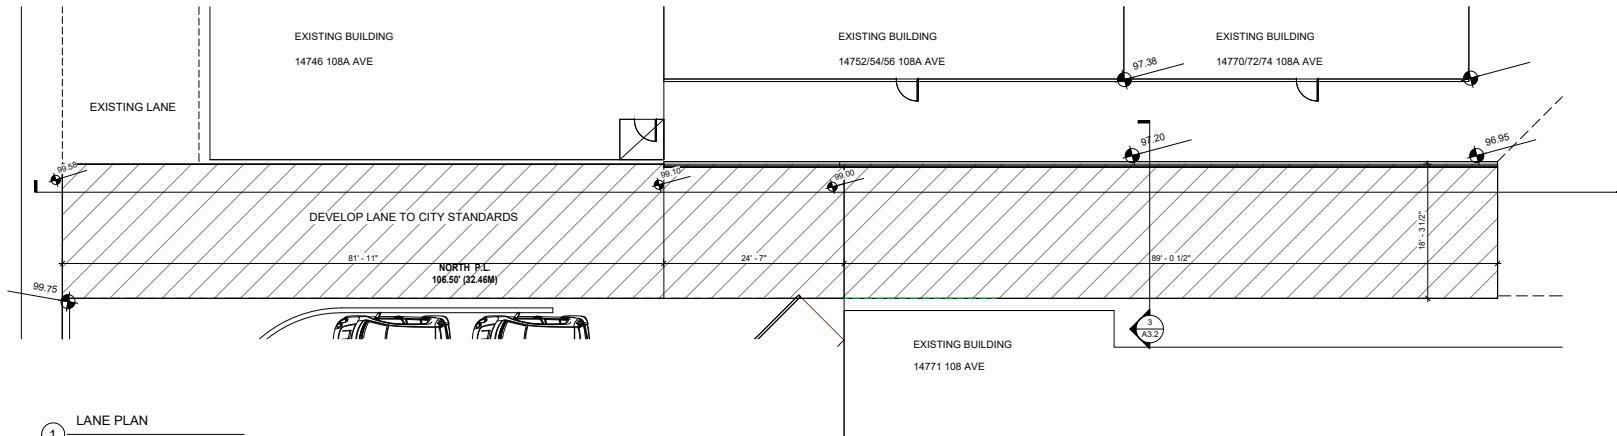 EXISTING BUILDING
14746 108A AVE
EXISTING BUILDING
14752/54/56 108A AVE
EXISTING BUILDING
14770/72/74 108A AVE
97.38
EXISTING LANE
97.20
96.95
99.58
99.10
99.00
DEVELOP LANE TO CITY STANDARDS
18' - 3 1/2"
81' - 11"
24' - 7"
89' - 0 1/2"
NORTH P.L.
106.50' (32.46M)
99.75
3
A3.2
EXISTING BUILDING
14771 108 AVE
LANE PLAN
1